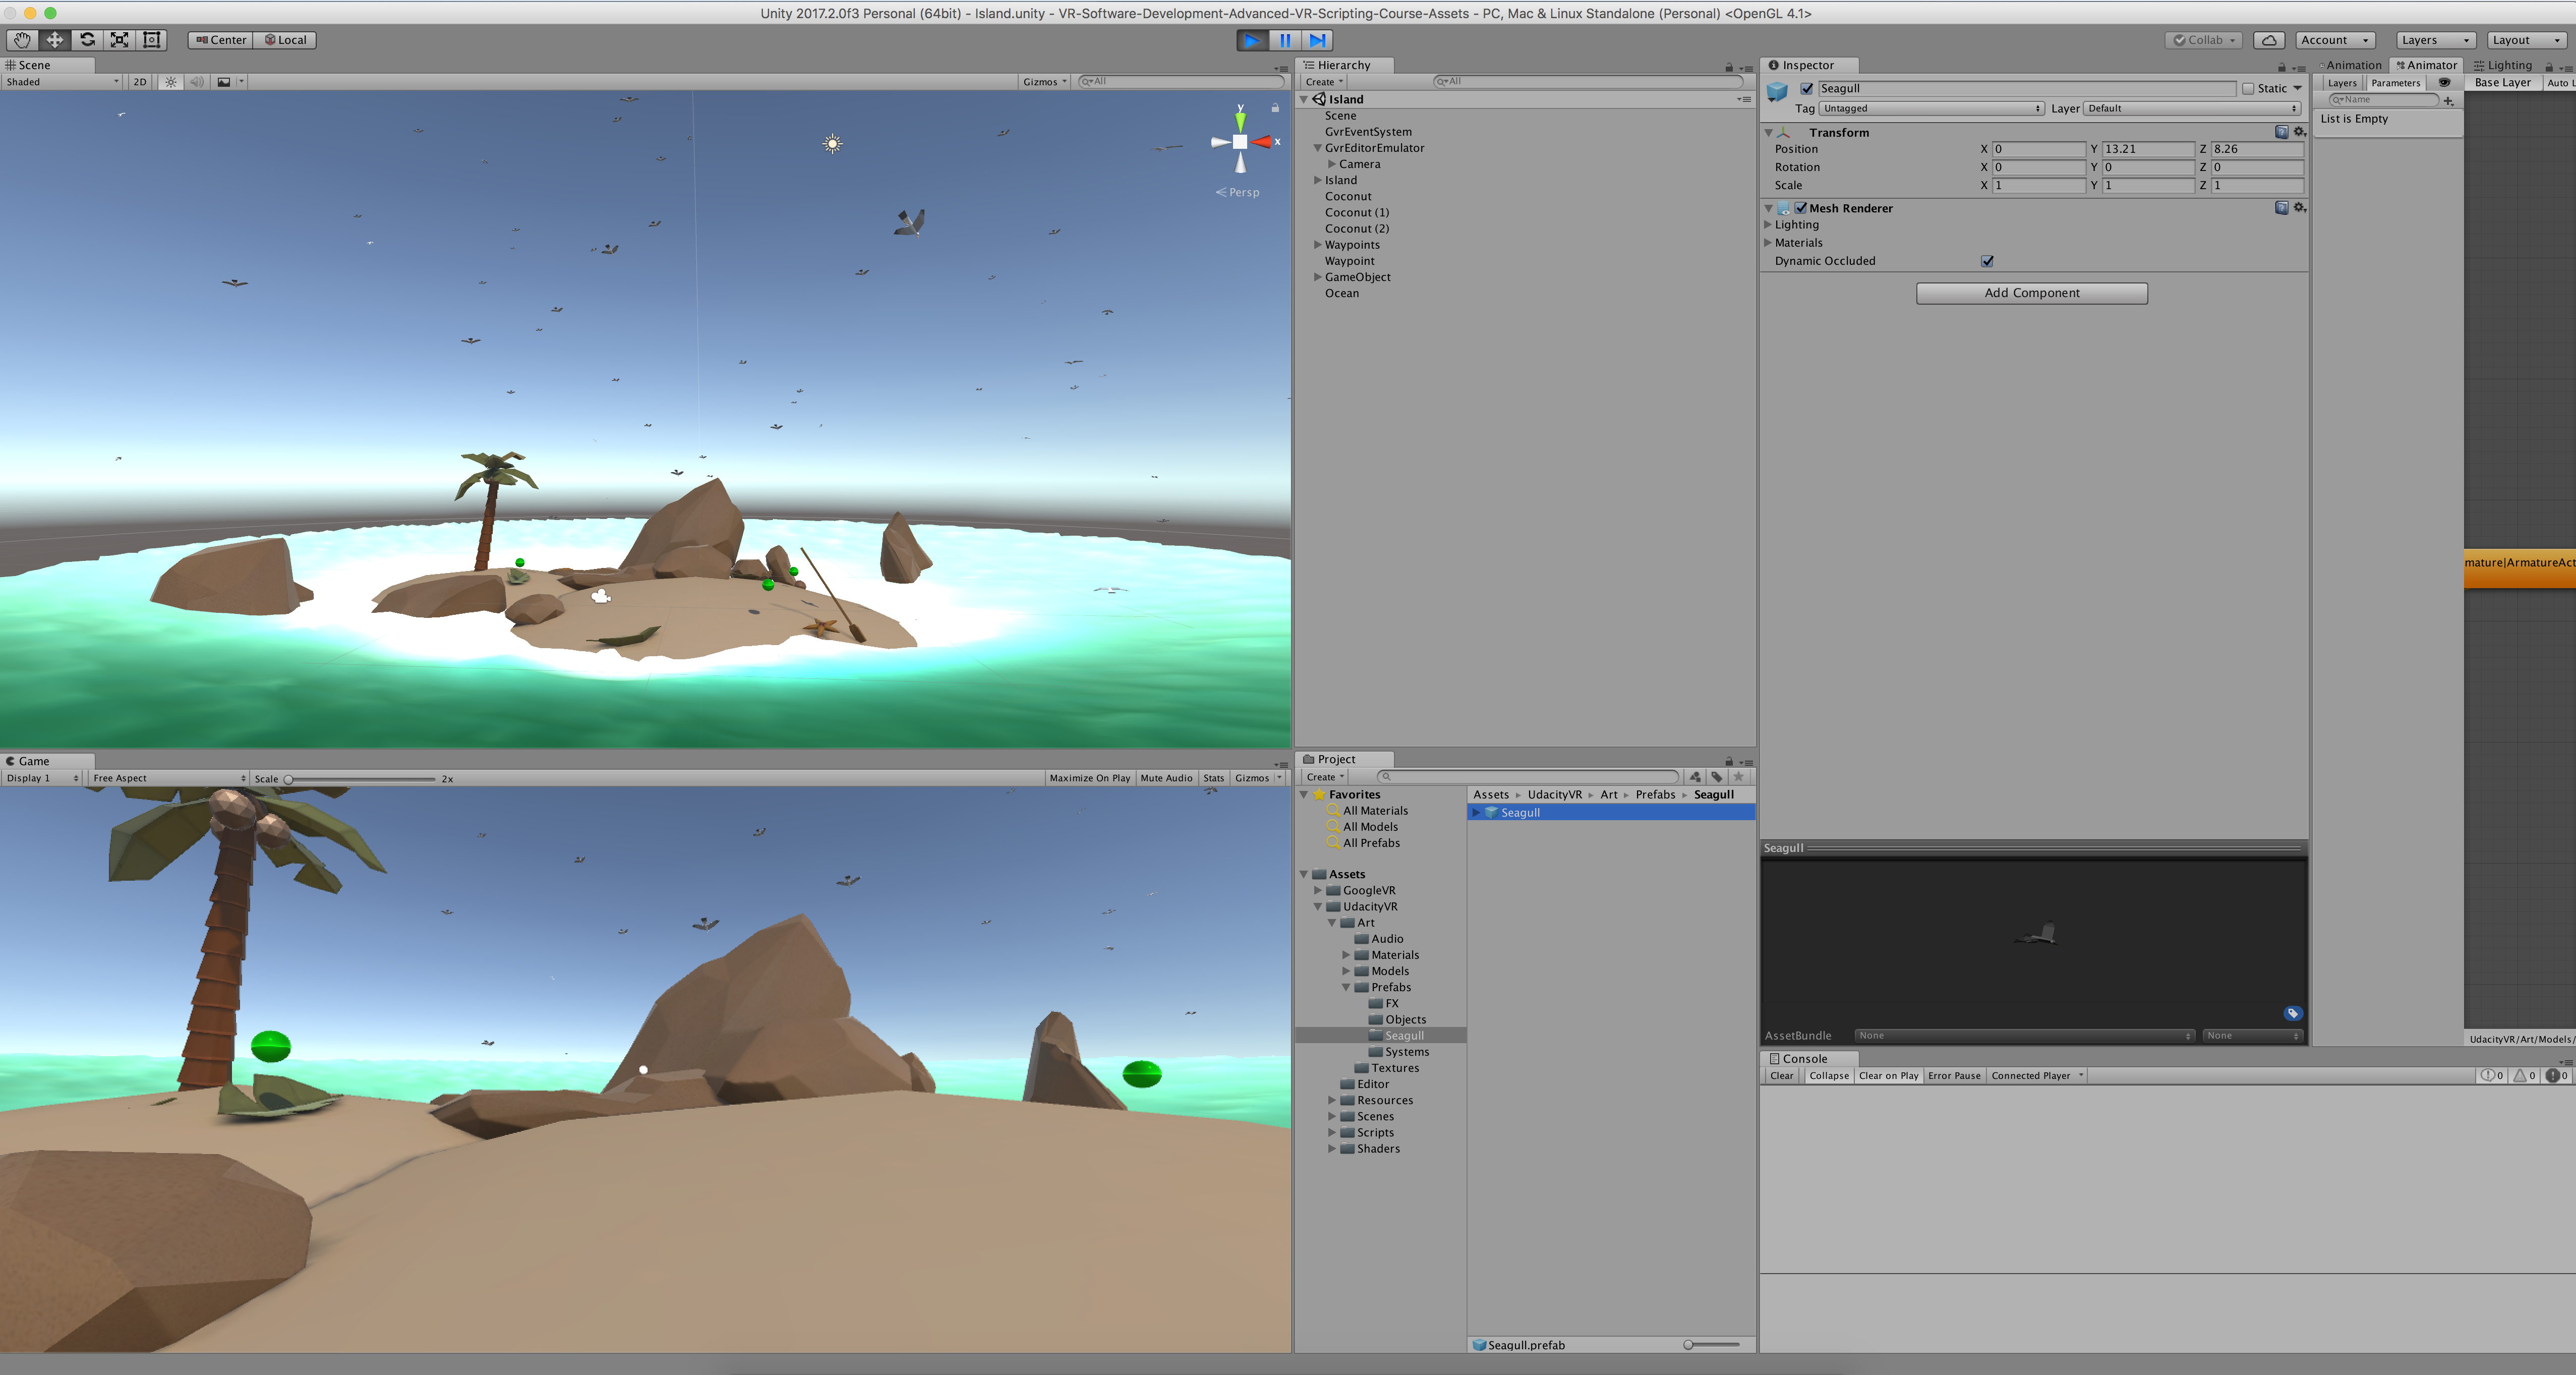 Unity 2017.2.0f3 Personal (64bit) - Island.unity - VR-Software-Development-Advanced-VR-Scripting-Course-Assets - PC, Mac & Linux Standalone (Personal) <OpenGL 4.1>
Center Local
Collab Account Layers Layout
Scene
Shaded 2D Gizmos All
y
x
Persp
Game
Display 1 Free Aspect Scale 2x Maximize On Play Mute Audio Stats Gizmos
Hierarchy
Create All
Island
Scene
GvrEventSystem
GvrEditorEmulator
Camera
Island
Coconut
Coconut (1)
Coconut (2)
Waypoints
Waypoint
GameObject
Ocean
Project
Create
Favorites
All Materials
All Models
All Prefabs
Assets
GoogleVR
UdacityVR
Art
Audio
Materials
Models
Prefabs
FX
Objects
Seagull
Systems
Textures
Editor
Resources
Scenes
Scripts
Shaders
Assets UdacityVR Art Prefabs Seagull
Seagull
Seagull.prefab
Inspector
Seagull Static
Tag Untagged Layer Default
Transform
Position X 0 Y 13.21 Z 8.26
Rotation X 0 Y 0 Z 0
Scale X 1 Y 1 Z 1
Mesh Renderer
Lighting
Materials
Dynamic Occluded
Add Component
Seagull
AssetBundle None None
Console
Clear Collapse Clear on Play Error Pause Connected Player 0 0 0
Animation Animator Lighting
Layers Parameters Base Layer Auto L
Name
List is Empty
mature|ArmatureAct
UdacityVR/Art/Models/